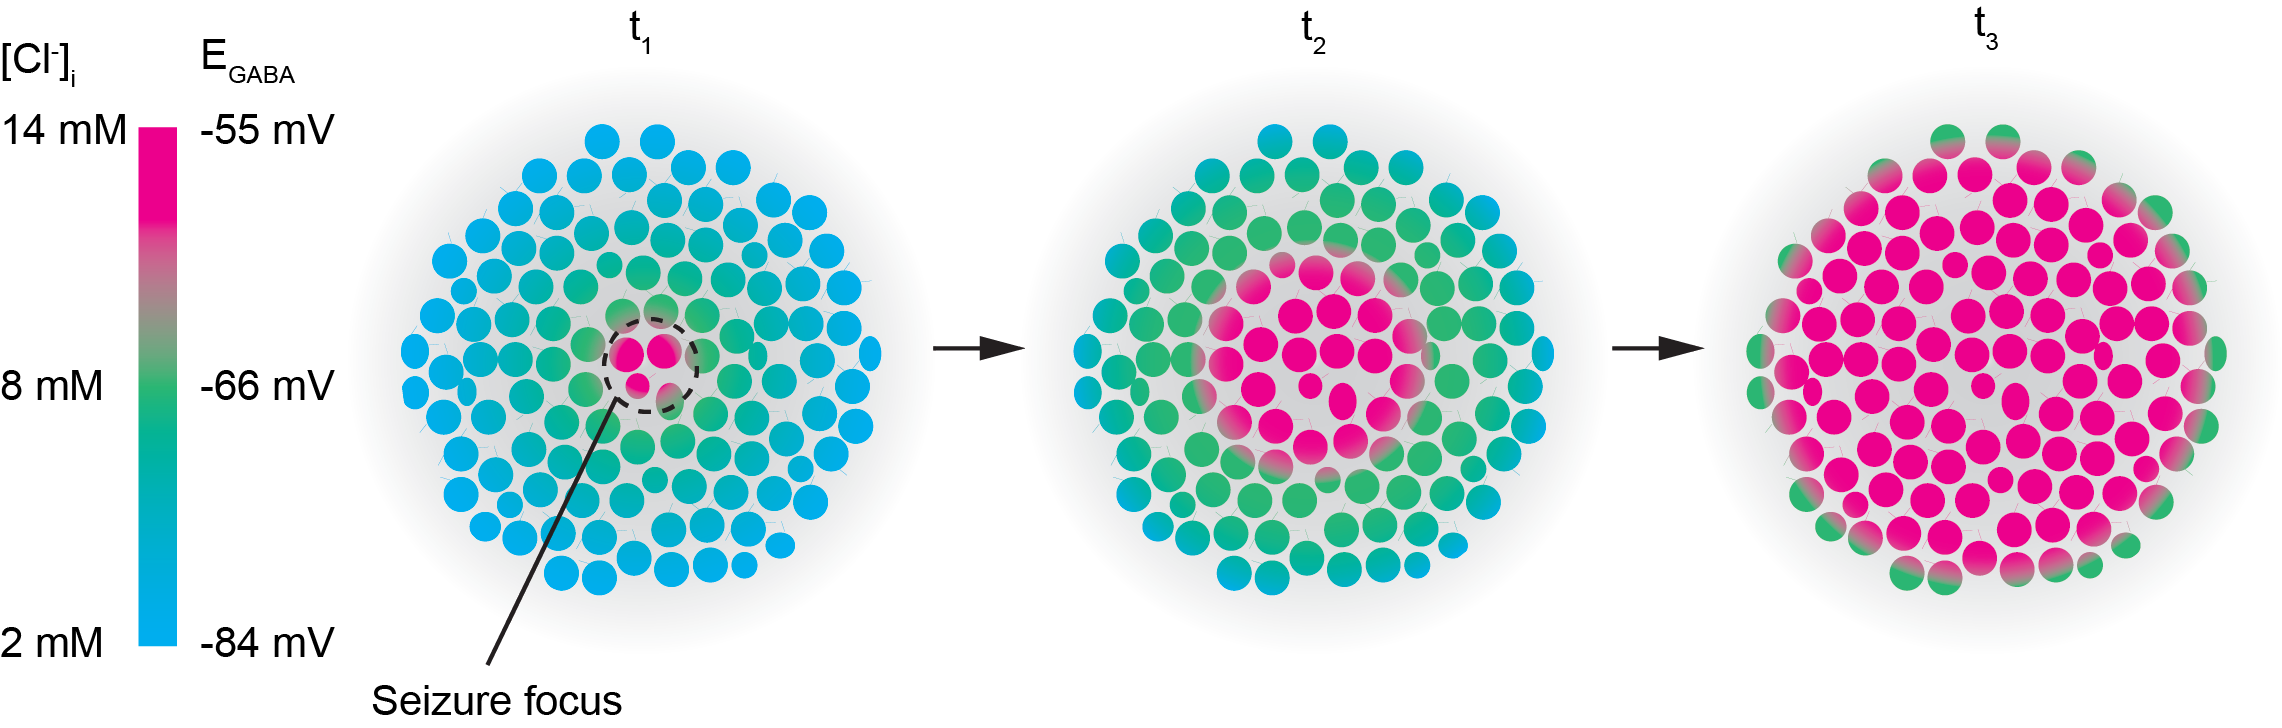 [Cl-]i
EGABA
t1
t2
t3
14 mM
-55 mV
8 mM
-66 mV
2 mM
-84 mV
Seizure focus